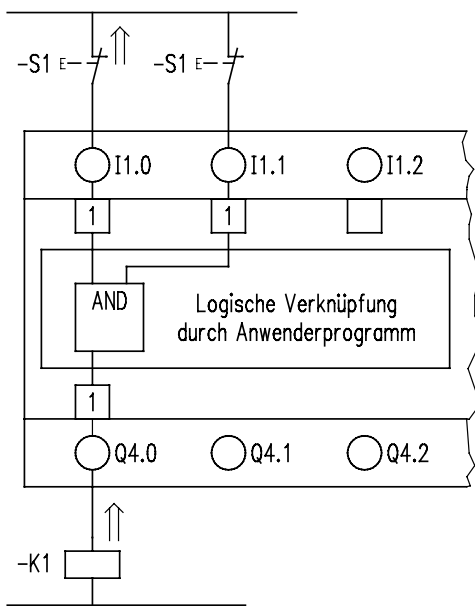 -S1 E -S1 E
I1.0 I1.1 I1.2
1 1
AND
Logische Verknüpfung
durch Anwenderprogramm
1
Q4.0 Q4.1 Q4.2
-K1